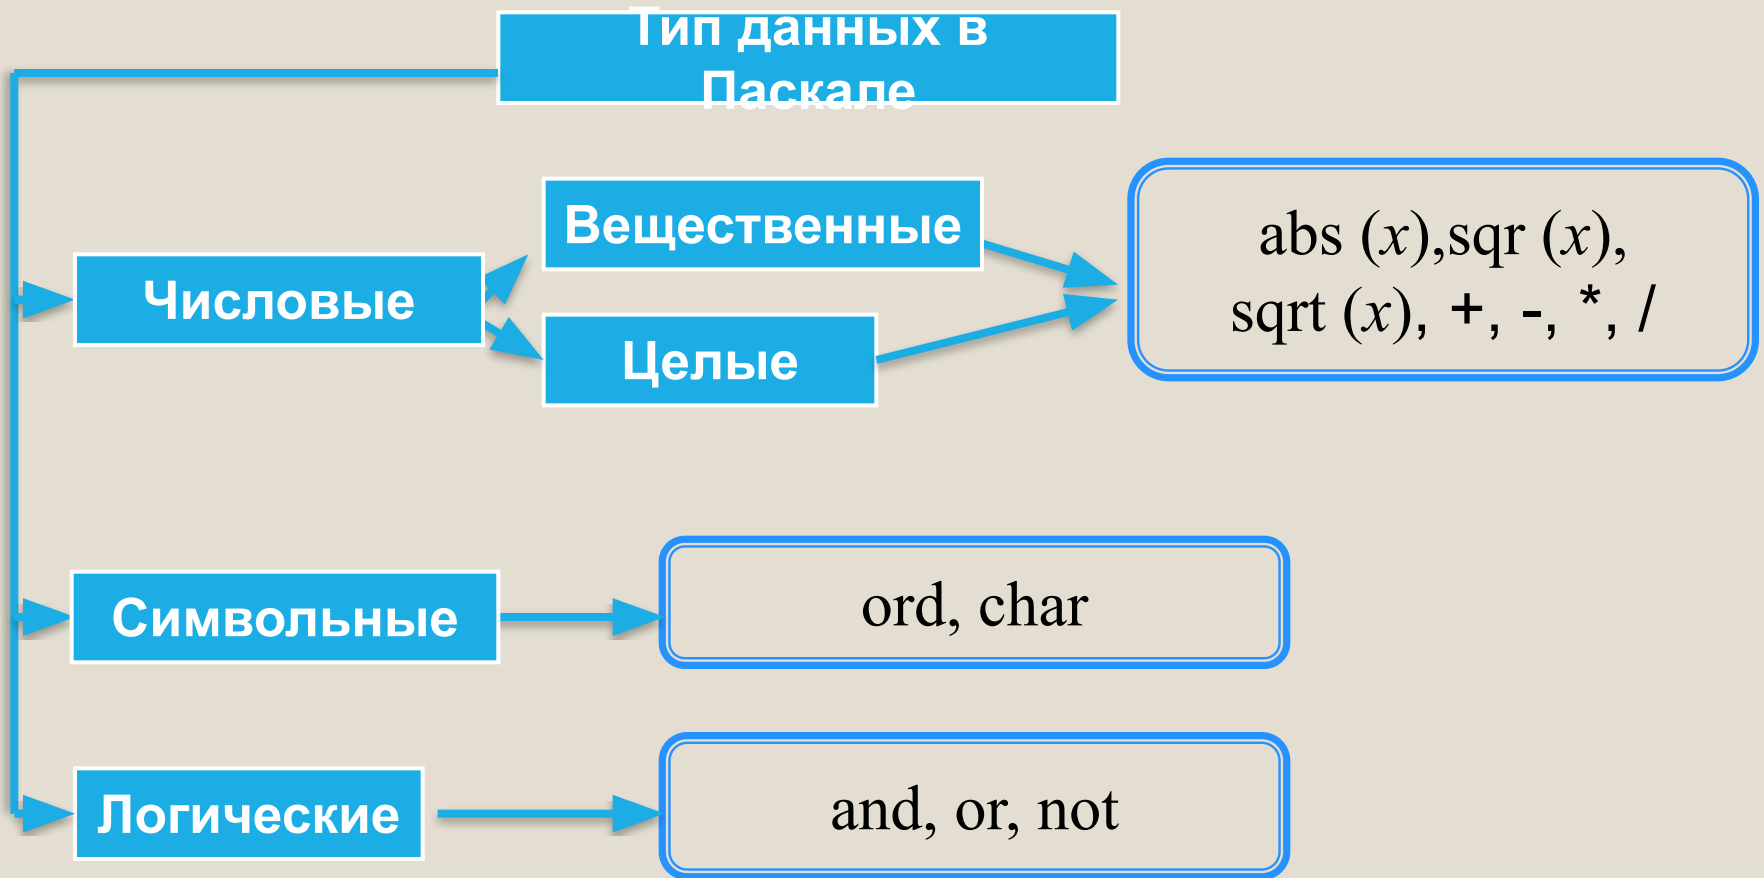 Тип данных в
Паскале
Вещественные
abs (x),sqr (x),
sqrt (x), +, -, *, /
Числовые
Целые
Символьные
ord, char
Логические
and, or, not